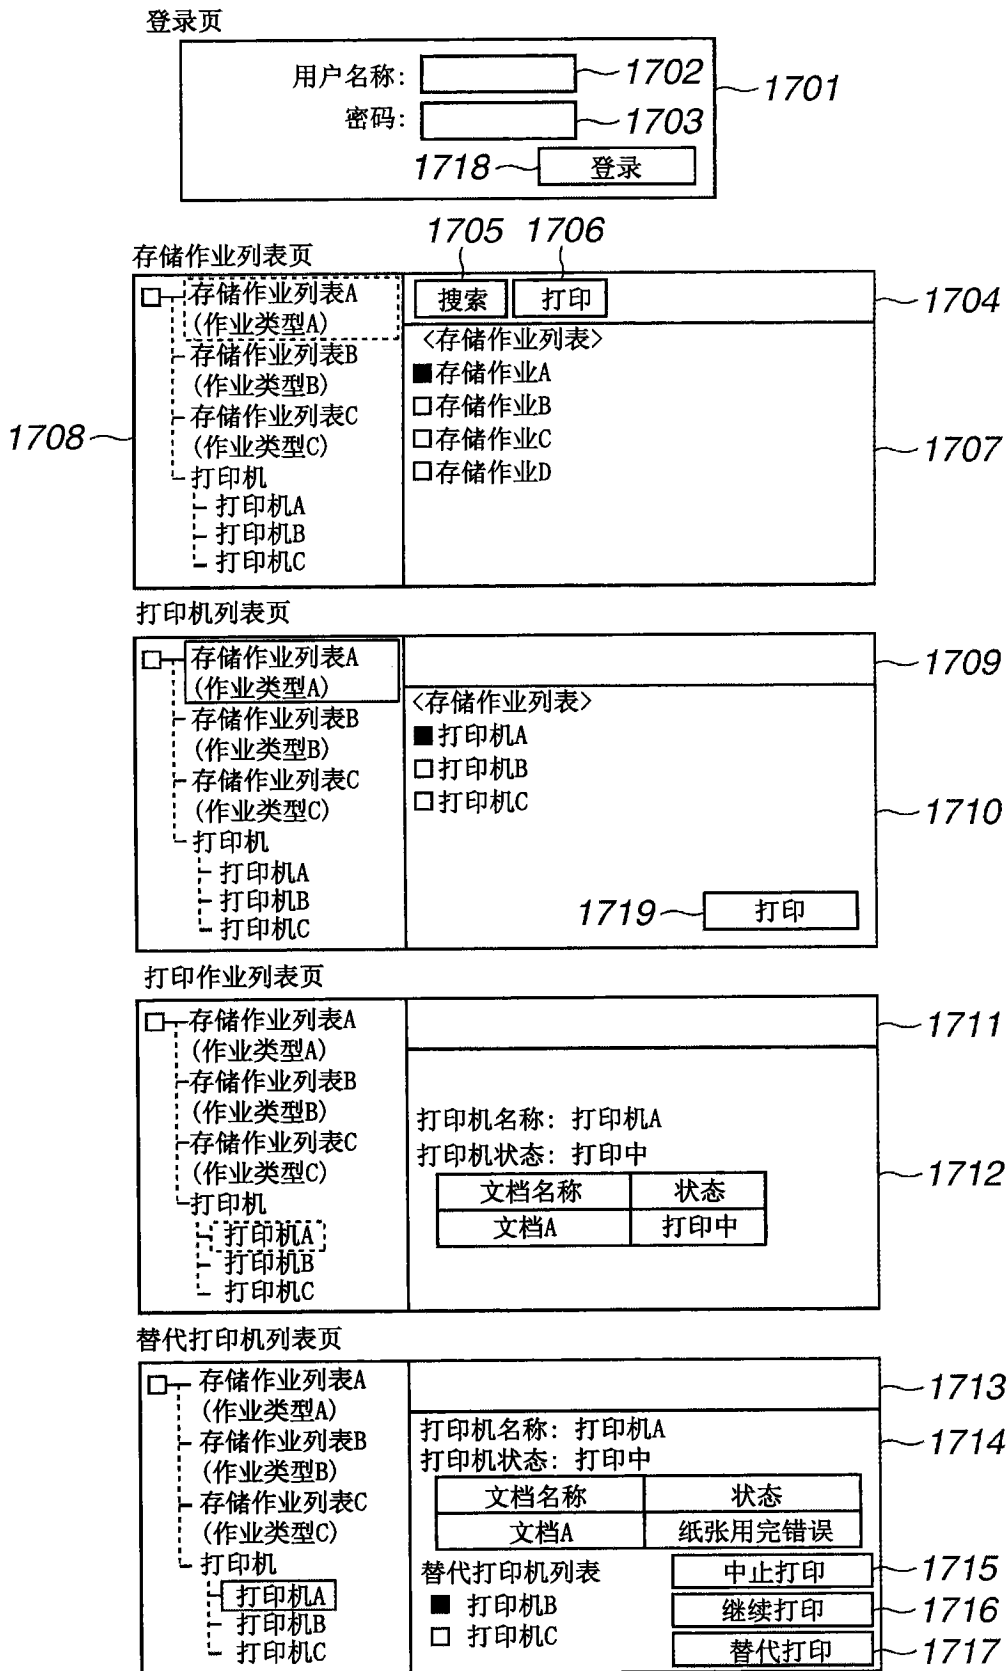 登录页
用户名称: 1702
1701
密码: 1703
1718 登录
1705 1706
存储作业列表页
存储作业列表A
(作业类型A)
存储作业列表B
(作业类型B)
存储作业列表C
(作业类型C)
打印机
打印机A
打印机B
打印机C
1708
搜索 打印
1704
<存储作业列表>
存储作业A
存储作业B
存储作业C
存储作业D
1707
打印机列表页
存储作业列表A
(作业类型A)
存储作业列表B
(作业类型B)
存储作业列表C
(作业类型C)
打印机
打印机A
打印机B
打印机C
1709
<存储作业列表>
打印机A
打印机B
打印机C
1710
1719 打印
打印作业列表页
存储作业列表A
(作业类型A)
存储作业列表B
(作业类型B)
存储作业列表C
(作业类型C)
打印机
打印机A
打印机B
打印机C
1711
打印机名称: 打印机A
打印机状态: 打印中
1712
文档名称 状态
文档A 打印中
替代打印机列表页
存储作业列表A
(作业类型A)
存储作业列表B
(作业类型B)
存储作业列表C
(作业类型C)
打印机
打印机A
打印机B
打印机C
1713
打印机名称: 打印机A
1714
打印机状态: 打印中
文档名称 状态
文档A 纸张用完错误
替代打印机列表
打印机B
打印机C
中止打印 1715
继续打印 1716
替代打印 1717